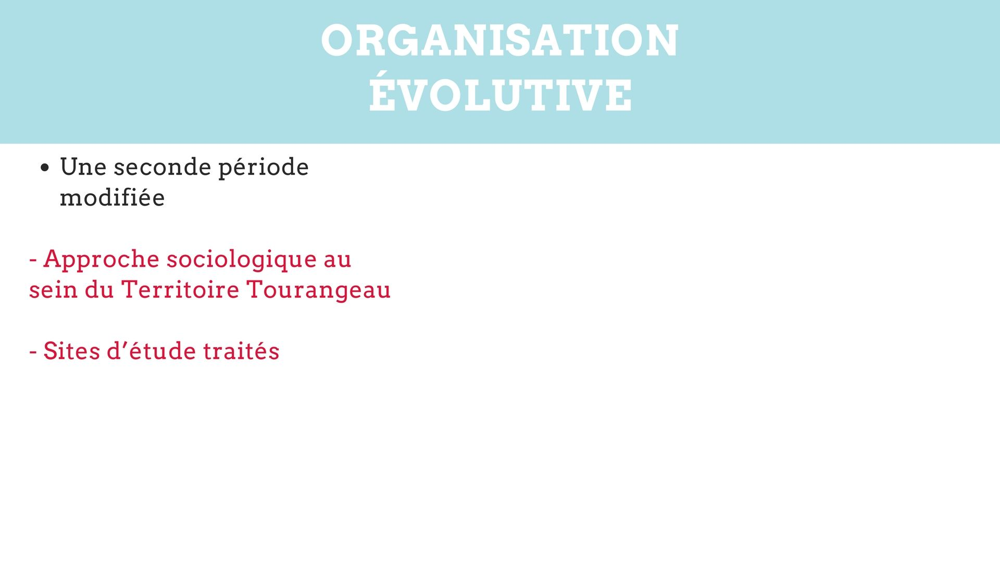 ORGANISATION
ÉVOLUTIVE
• Une seconde période
modifiée
- Approche sociologique au
sein du Territoire Tourangeau
- Sites d’étude traités